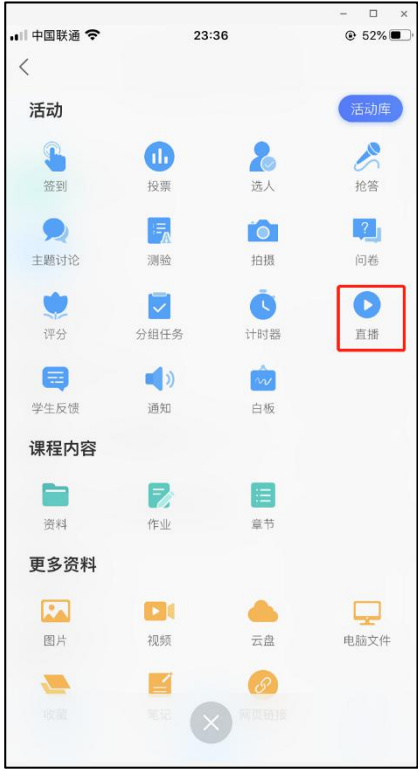 中国联通 23:36 52%
活动 活动库
签到 投票 选人 抢答
主题讨论 测验 拍摄 问卷
评分 分组任务 计时器 直播
学生反馈 通知 白板
课程内容
资料 作业 章节
更多资料
图片 视频 云盘 电脑文件
收藏 笔记 网页链接